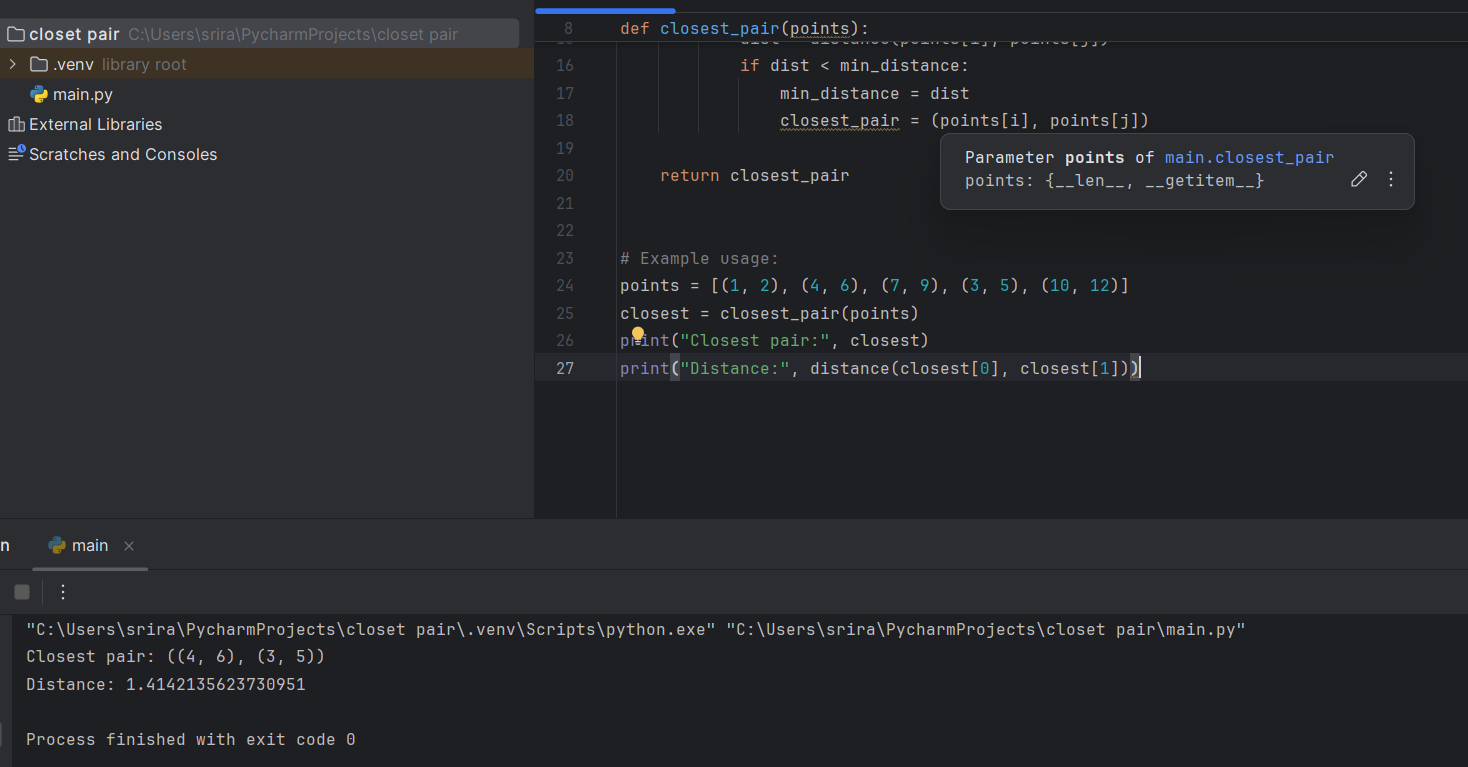 closet pair C:\Users\srira\PycharmProjects\closet pair
.venv library root
main.py
External Libraries
Scratches and Consoles
8 def closest_pair(points):
16 if dist < min_distance:
17 min_distance = dist
18 closest_pair = (points[i], points[j])
19
20 return closest_pair
21
22
23 # Example usage:
24 points = [(1, 2), (4, 6), (7, 9), (3, 5), (10, 12)]
25 closest = closest_pair(points)
26 print("Closest pair:", closest)
27 print("Distance:", distance(closest[0], closest[1]))
Parameter points of main.closest_pair
points: {__len__, __getitem__}
n
main
"C:\Users\srira\PycharmProjects\closet pair\.venv\Scripts\python.exe" "C:\Users\srira\PycharmProjects\closet pair\main.py"
Closest pair: ((4, 6), (3, 5))
Distance: 1.4142135623730951
Process finished with exit code 0